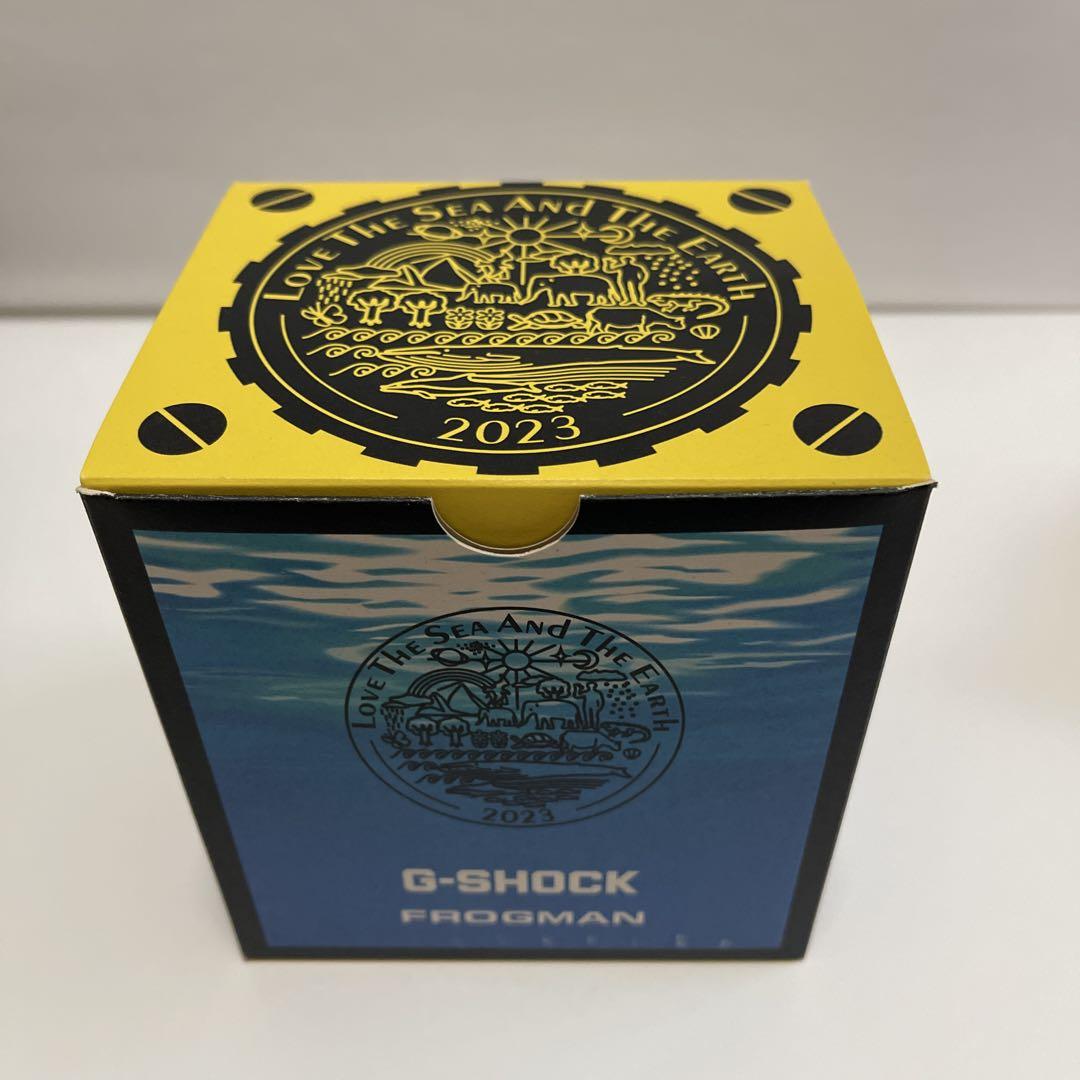 LOVE THE SEA AND THE EARTH
2023
LOVE THE SEA AND THE EARTH
2023
G-SHOCK
FROGMAN